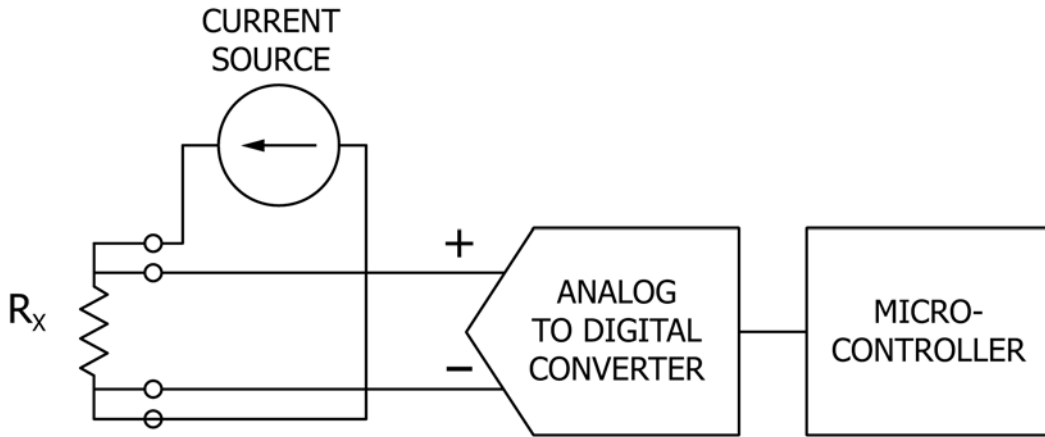 CURRENT
SOURCE
+
Rx
ANALOG
TO DIGITAL
CONVERTER
MICRO-
CONTROLLER
−